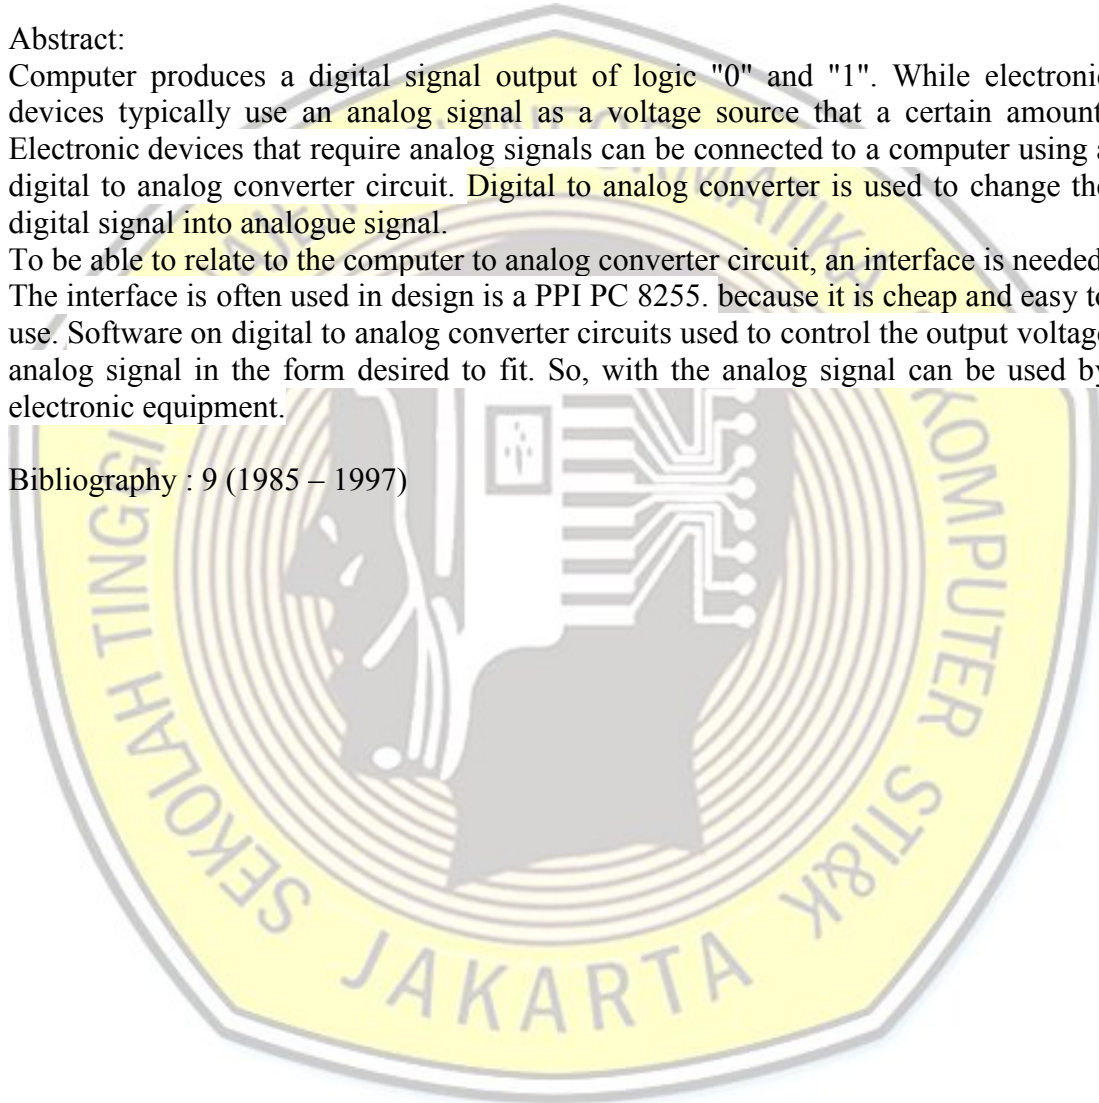 Abstract:
Computer produces a digital signal output of logic "0" and "1". While electronic
devices typically use an analog signal as a voltage source that a certain amount
Electronic devices that require analog signals can be connected to a computer using a
digital to analog converter circuit. Digital to analog converter is used to change the
digital signal into analogue signal.
To be able to relate to the computer to analog converter circuit, an interface is needed
The interface is often used in design is a PPI PC 8255. because it is cheap and easy to
use. Software on digital to analog converter circuits used to control the output voltage
analog signal in the form desired to fit. So, with the analog signal can be used by
electronic equipment.
Bibliography : 9 (1985 – 1997)
SEKOLAH TINGGI
KOMPUTER STI&K
JAKARTA